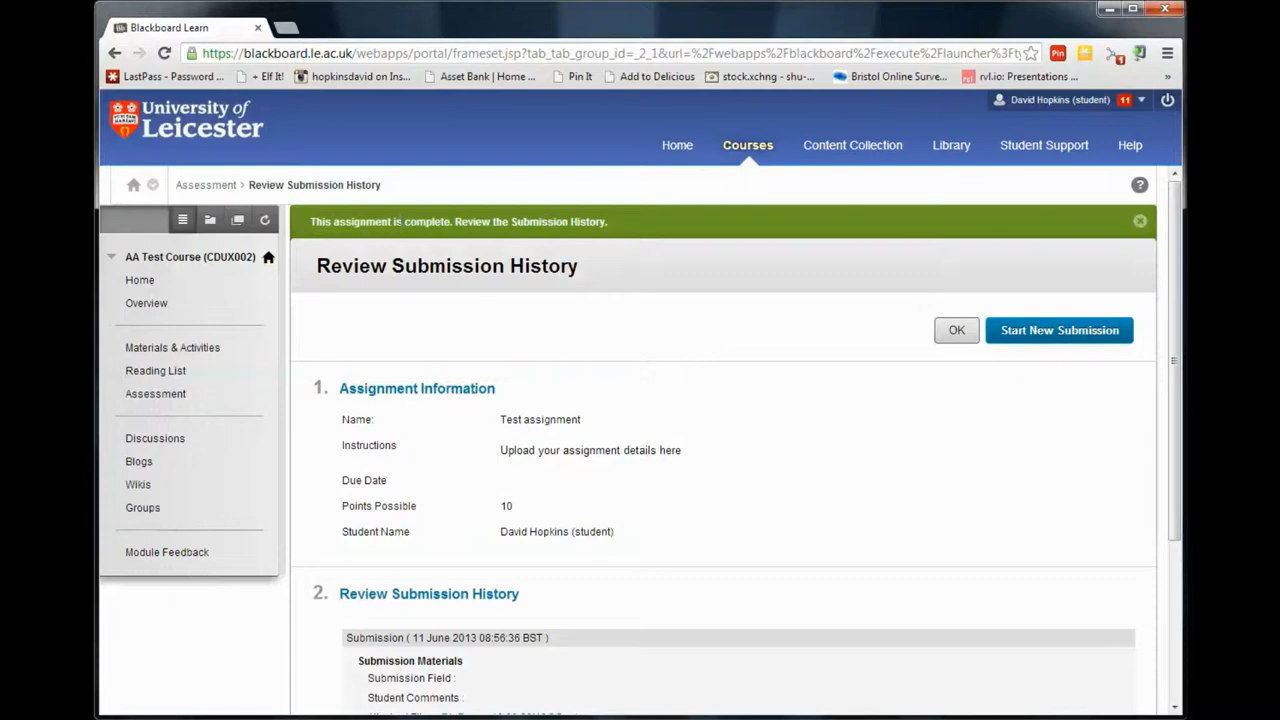 Blackboard Learn
https://blackboard.le.ac.uk/webapps/portal/frameset.jsp?tab_tab_group_id=_2_1&url=%2Fwebapps%2Fblackboard%2Fexecute%2Flauncher%3Fty
LastPass - Password ... + Elf It! hopkinsdavid on Ins... Asset Bank | Home ... Pin It Add to Delicious stock.xchng - shu-... Bristol Online Surve... rvl.io: Presentations ... »
University of
Leicester
David Hopkins (student) 11
Home Courses Content Collection Library Student Support Help
Assessment > Review Submission History
This assignment is complete. Review the Submission History.
AA Test Course (CDUX002)
Home
Overview
Materials & Activities
Reading List
Assessment
Discussions
Blogs
Wikis
Groups
Module Feedback
Review Submission History
OK Start New Submission
1. Assignment Information
Name: Test assignment
Instructions Upload your assignment details here
Due Date
Points Possible 10
Student Name David Hopkins (student)
2. Review Submission History
Submission ( 11 June 2013 08:56:36 BST )
Submission Materials
Submission Field :
Student Comments :